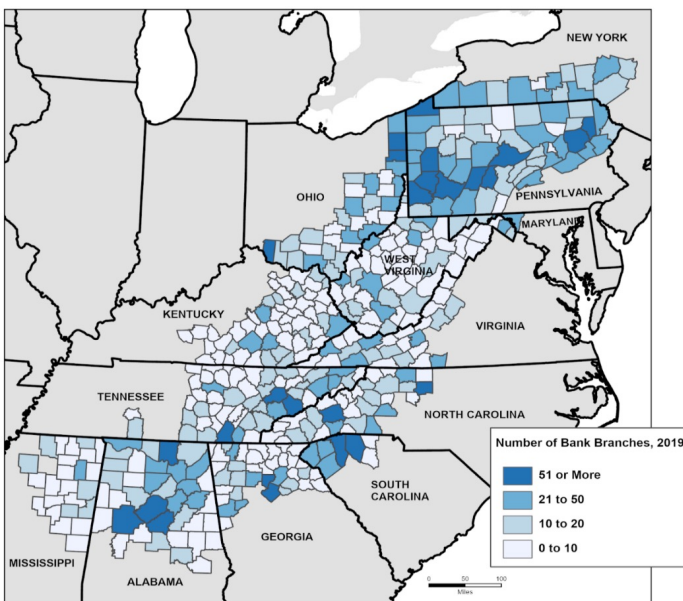 NEW YORK
PENNSYLVANIA
OHIO
MARYLAND
WEST
VIRGINIA
KENTUCKY
VIRGINIA
TENNESSEE
NORTH CAROLINA
SOUTH
CAROLINA
GEORGIA
MISSISSIPPI
ALABAMA
Number of Bank Branches, 2019
51 or More
21 to 50
10 to 20
0 to 10
0 50 100
Miles